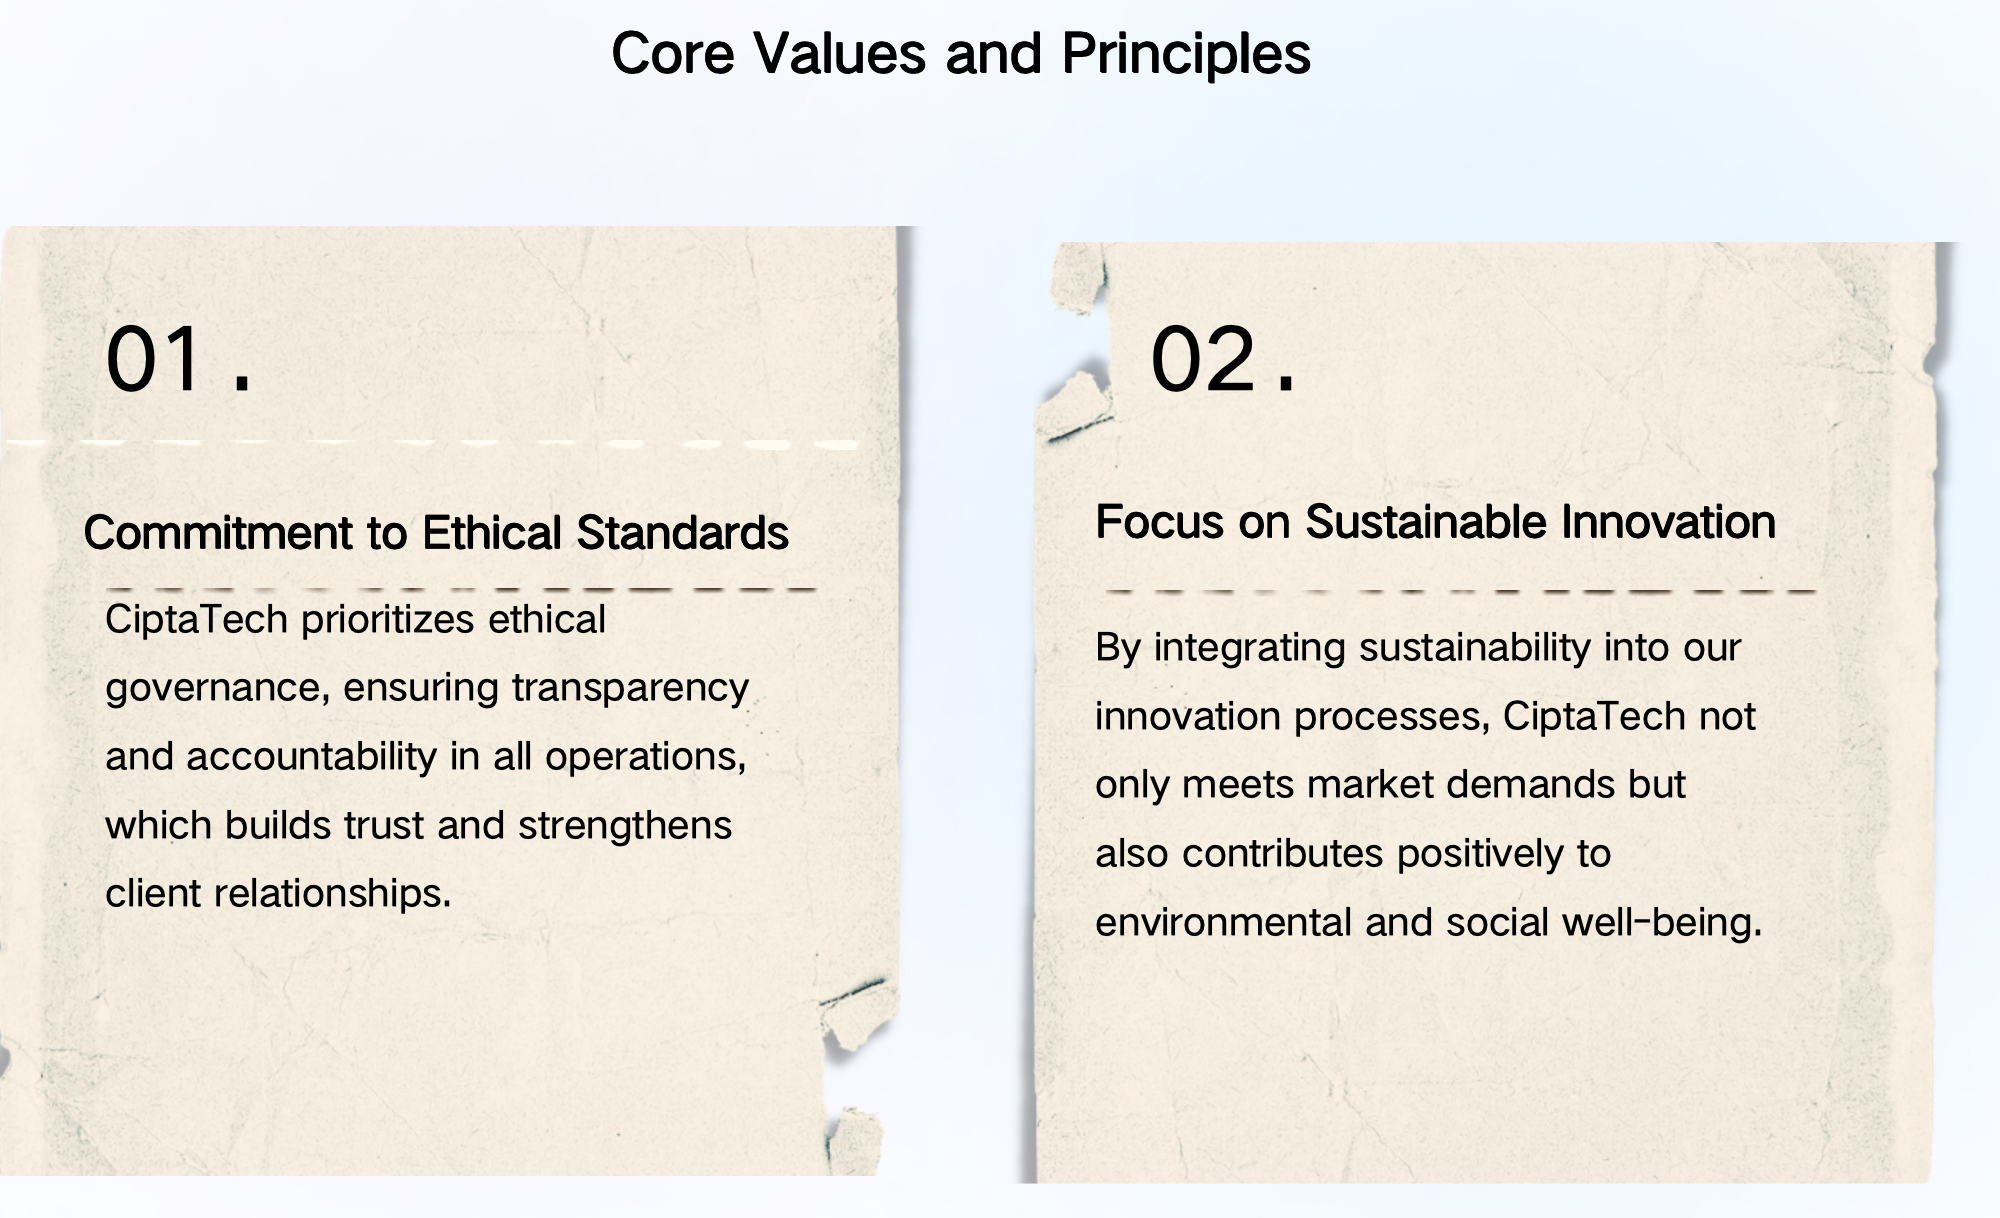 Core Values and Principles
01.
Commitment to Ethical Standards
CiptaTech prioritizes ethical
governance, ensuring transparency
and accountability in all operations,
which builds trust and strengthens
client relationships.
02.
Focus on Sustainable Innovation
By integrating sustainability into our
innovation processes, CiptaTech not
only meets market demands but
also contributes positively to
environmental and social well-being.